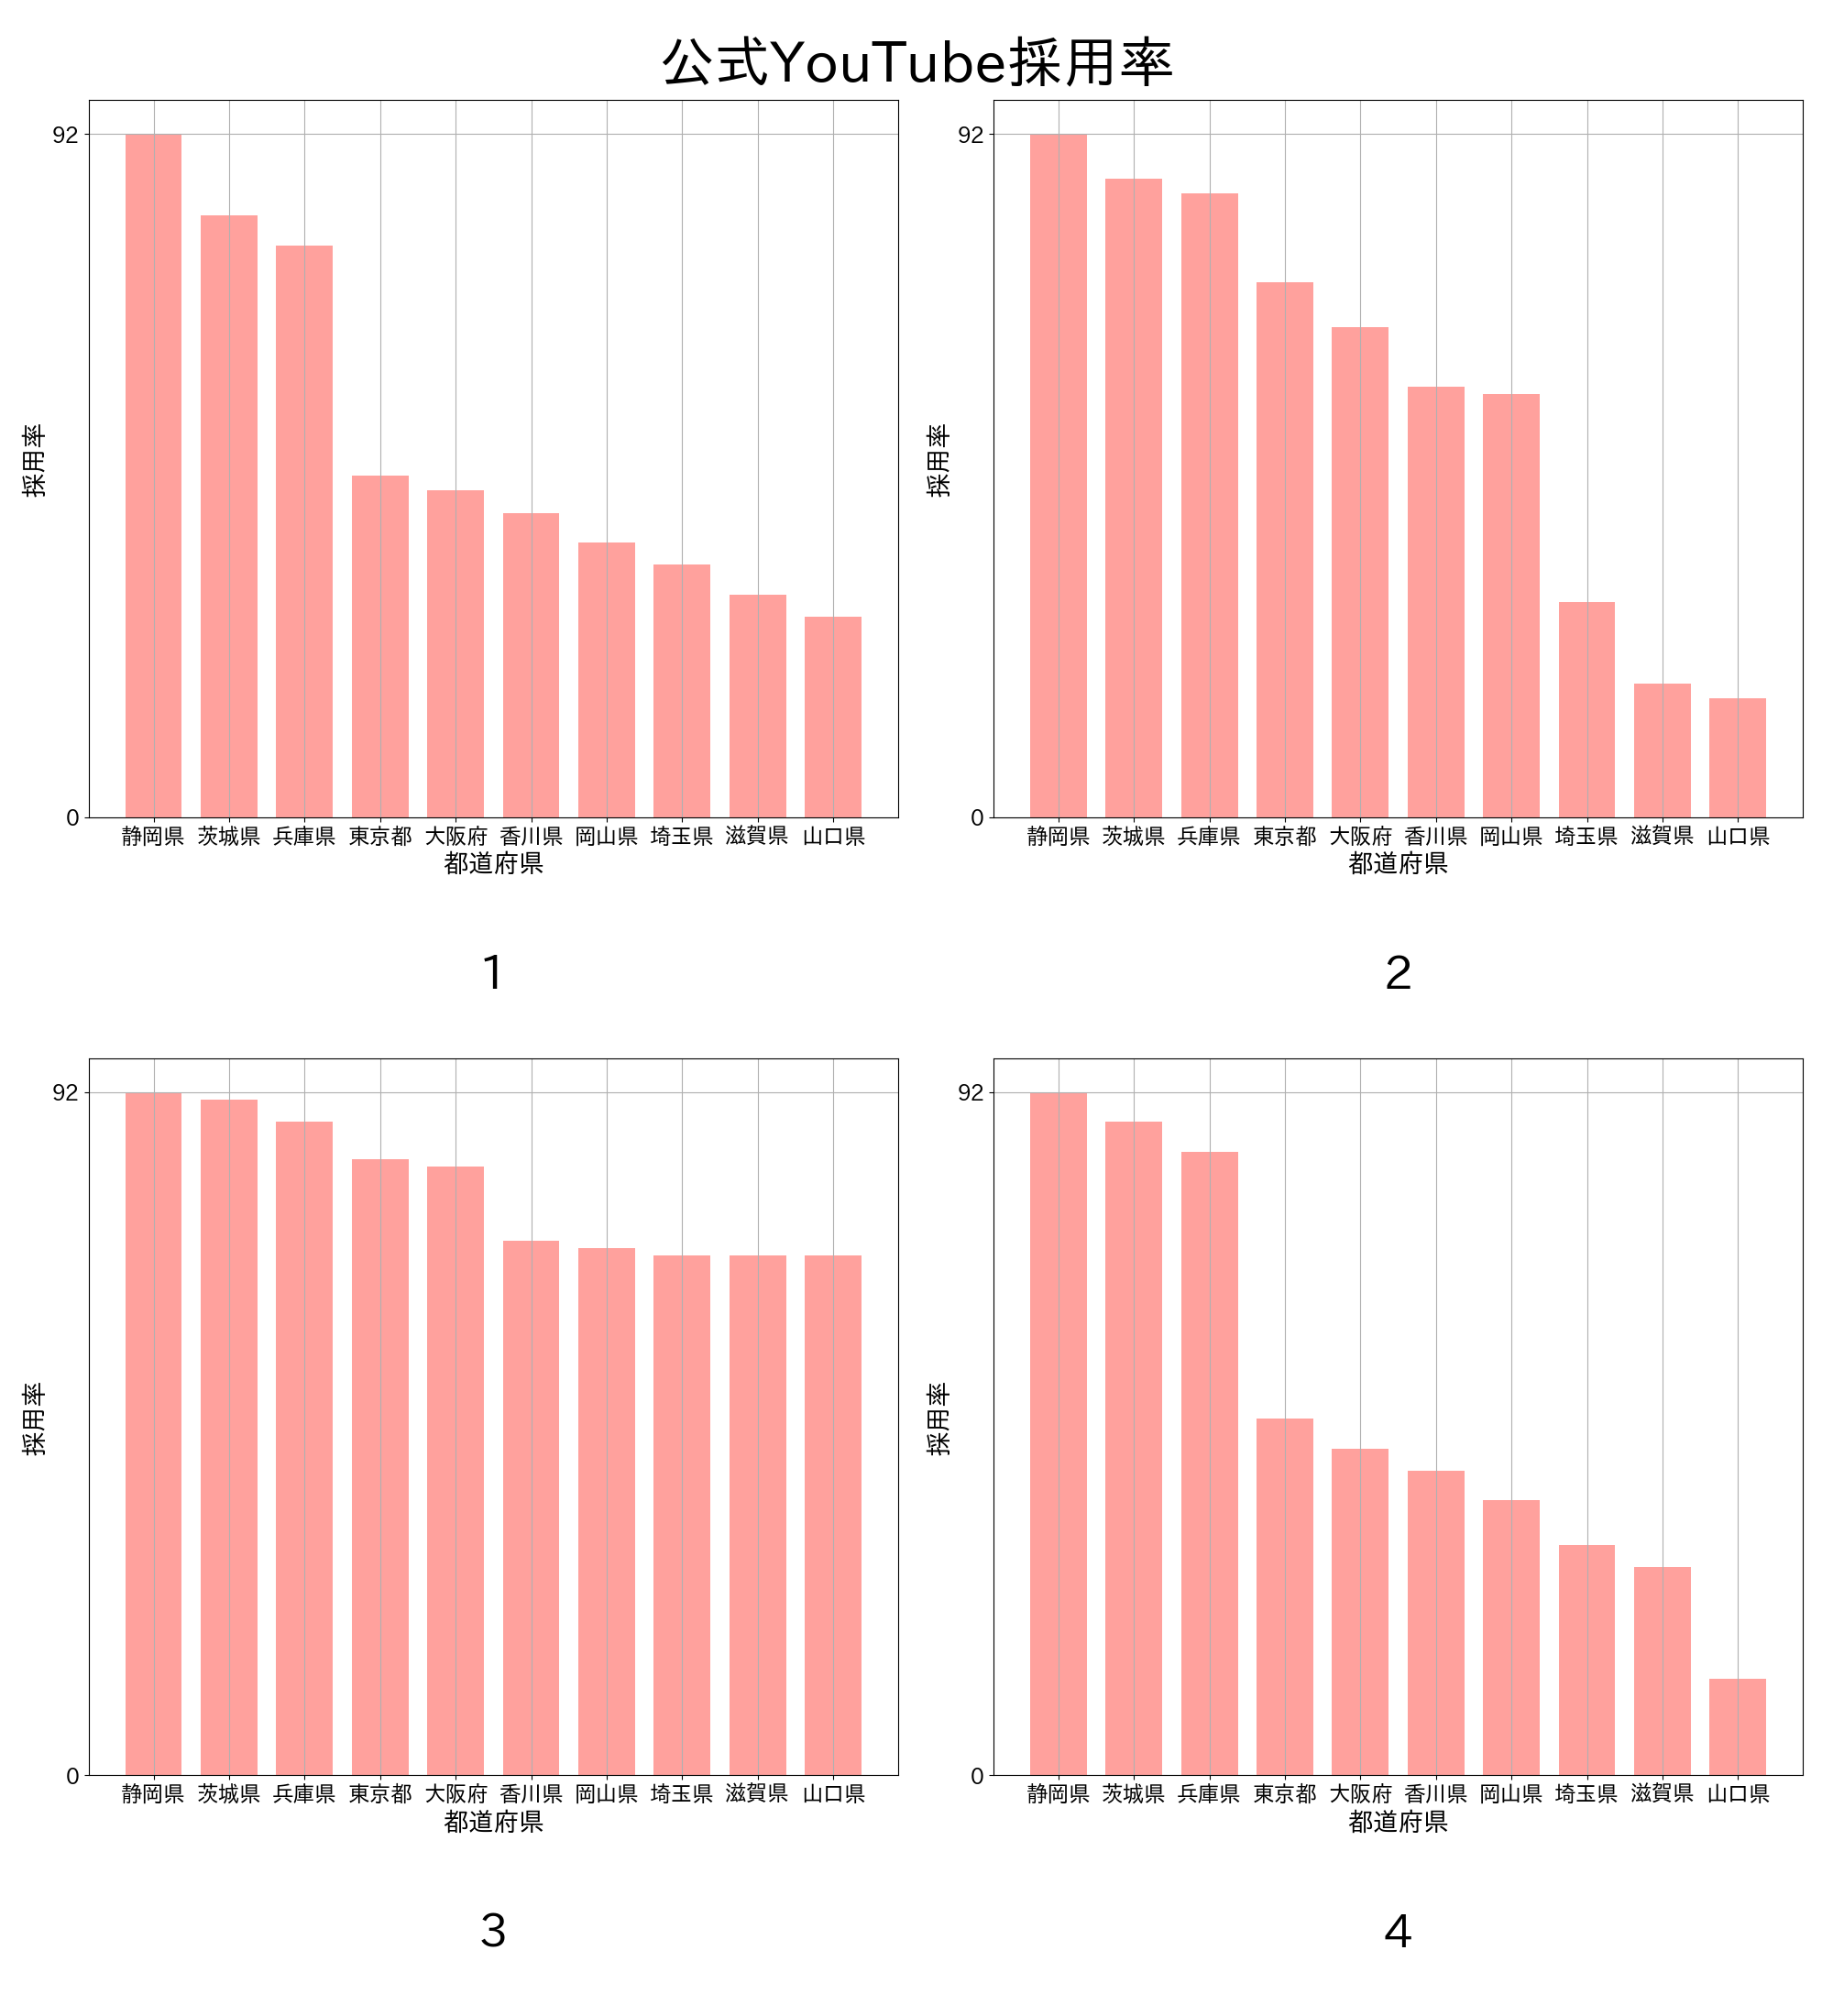 公式YouTube採用率
92
0
採用率
静岡県 茨城県 兵庫県 東京都 大阪府 香川県 岡山県 埼玉県 滋賀県 山口県
都道府県
1
92
0
採用率
静岡県 茨城県 兵庫県 東京都 大阪府 香川県 岡山県 埼玉県 滋賀県 山口県
都道府県
2
92
0
採用率
静岡県 茨城県 兵庫県 東京都 大阪府 香川県 岡山県 埼玉県 滋賀県 山口県
都道府県
3
92
0
採用率
静岡県 茨城県 兵庫県 東京都 大阪府 香川県 岡山県 埼玉県 滋賀県 山口県
都道府県
4